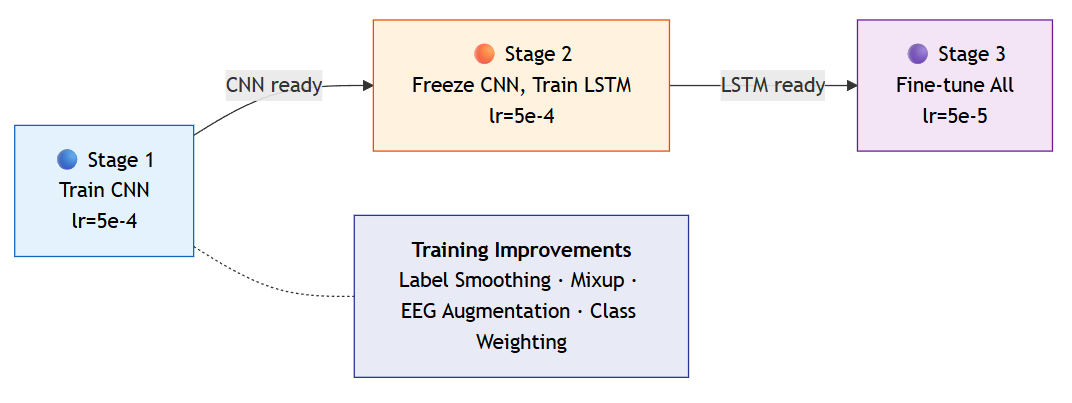 Stage 1
Train CNN
lr=5e-4
CNN ready
Stage 2
Freeze CNN, Train LSTM
lr=5e-4
LSTM ready
Stage 3
Fine-tune All
lr=5e-5
Training Improvements
Label Smoothing · Mixup ·
EEG Augmentation · Class
Weighting